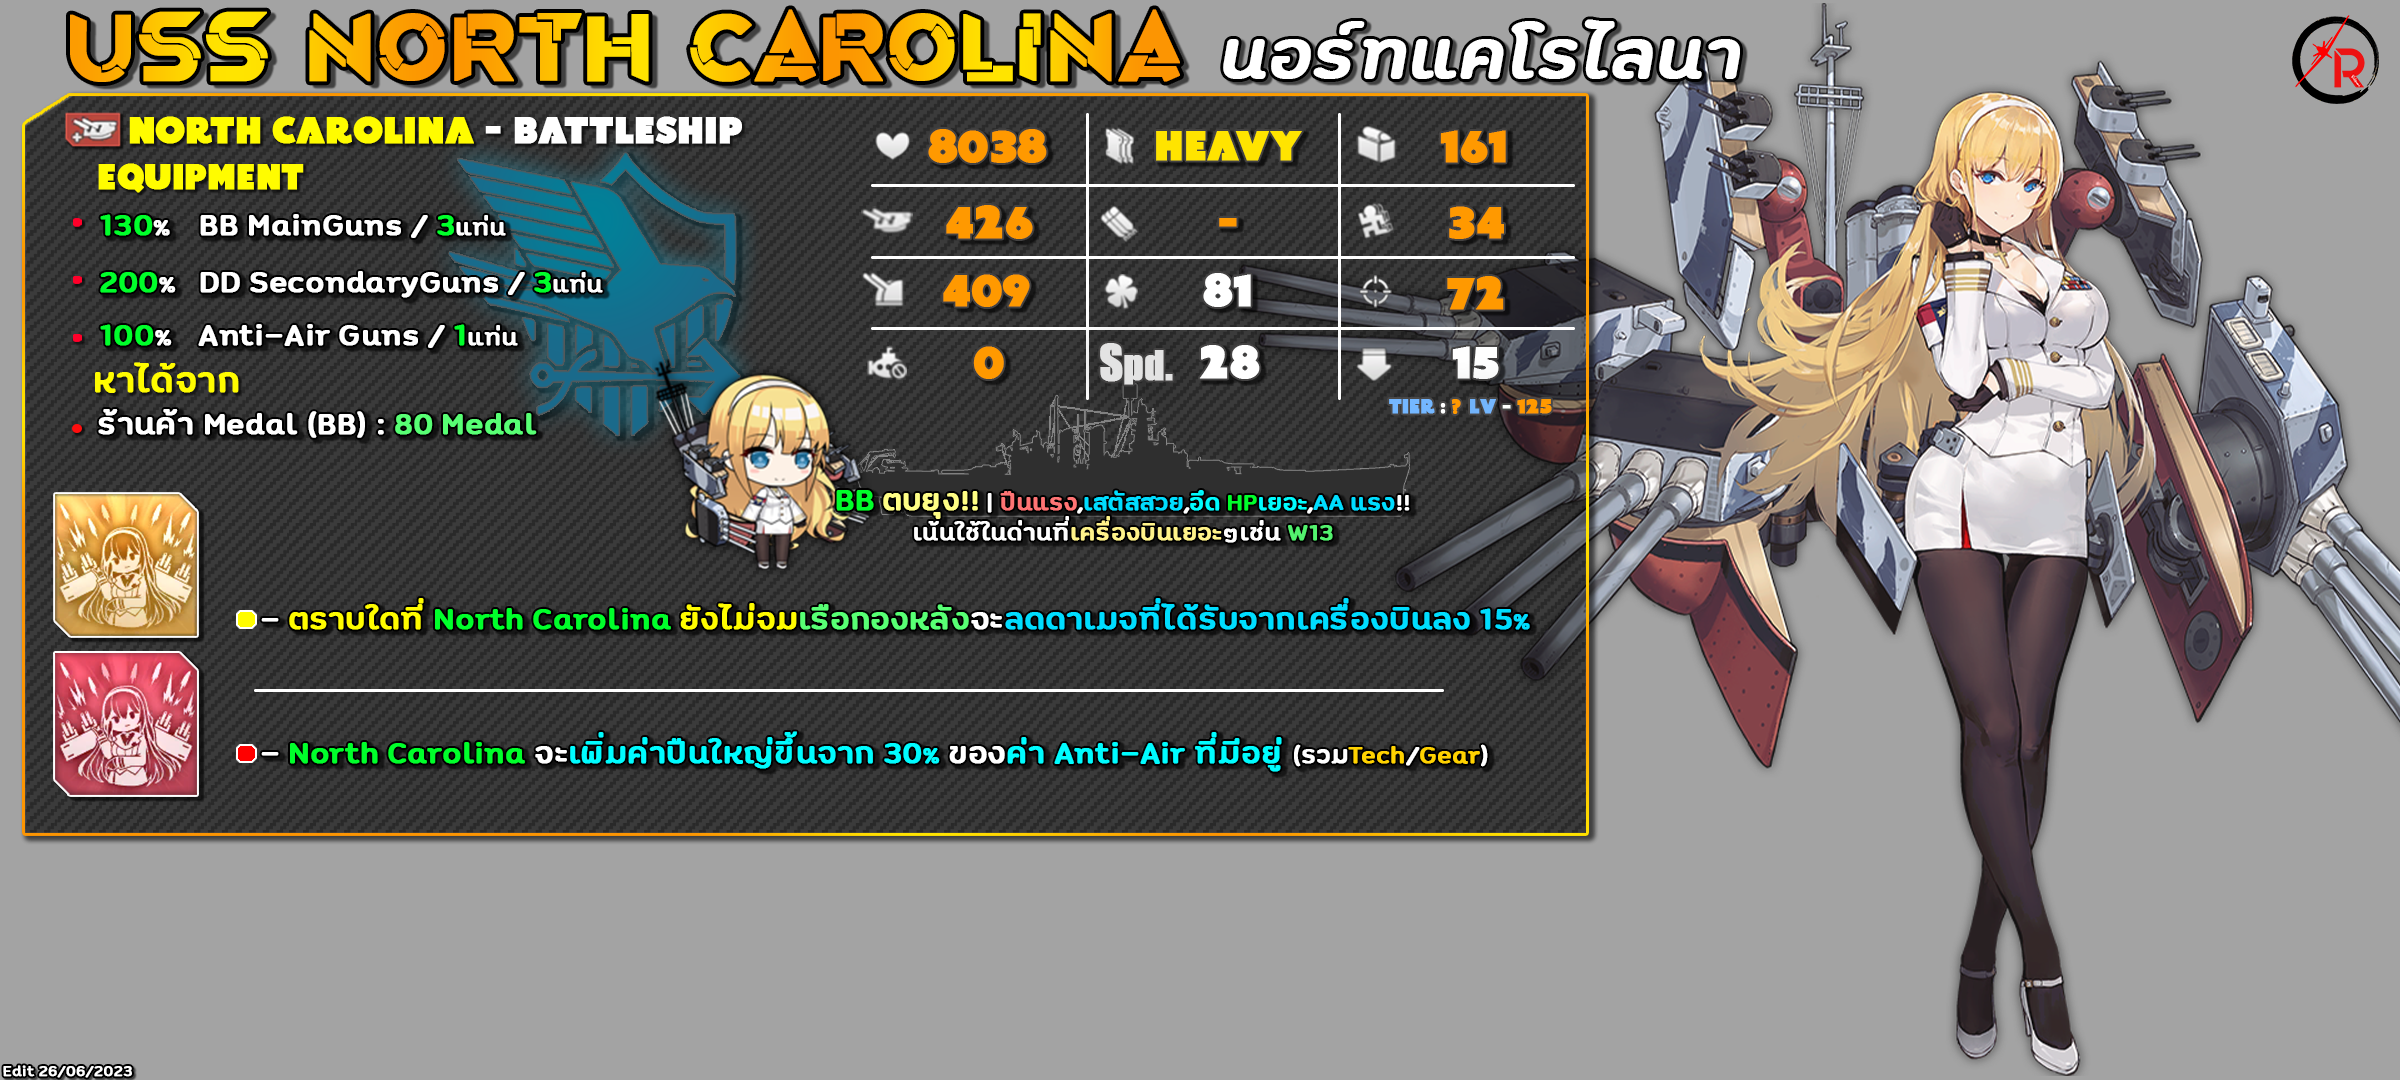 USS NORTH CAROLINA นอร์ทแคโรไลนา
R
NORTH CAROLINA - BATTLESHIP
EQUIPMENT
130% BB MainGuns / 3แท่น
200% DD SecondaryGuns / 3แท่น
100% Anti-Air Guns / 1แท่น
หาได้จาก
ร้านค้า Medal (BB) : 80 Medal
8038 HEAVY 161
426 - 34
409 81 72
0 Spd. 28 15
TIER : ? LV - 125
BB ตบยุง!! | ปืนแรง,เสตัสสวย,อึด HPเยอะ,AA แรง!!
เน้นใช้ในด่านที่เครื่องบินเยอะๆเช่น W13
- ตราบใดที่ North Carolina ยังไม่จมเรือกองหลังจะลดดาเมจที่ได้รับจากเครื่องบินลง 15%
- North Carolina จะเพิ่มค่าปืนใหญ่ขึ้นจาก 30% ของค่า Anti-Air ที่มีอยู่ (รวมTech/Gear)
Edit 26/06/2023